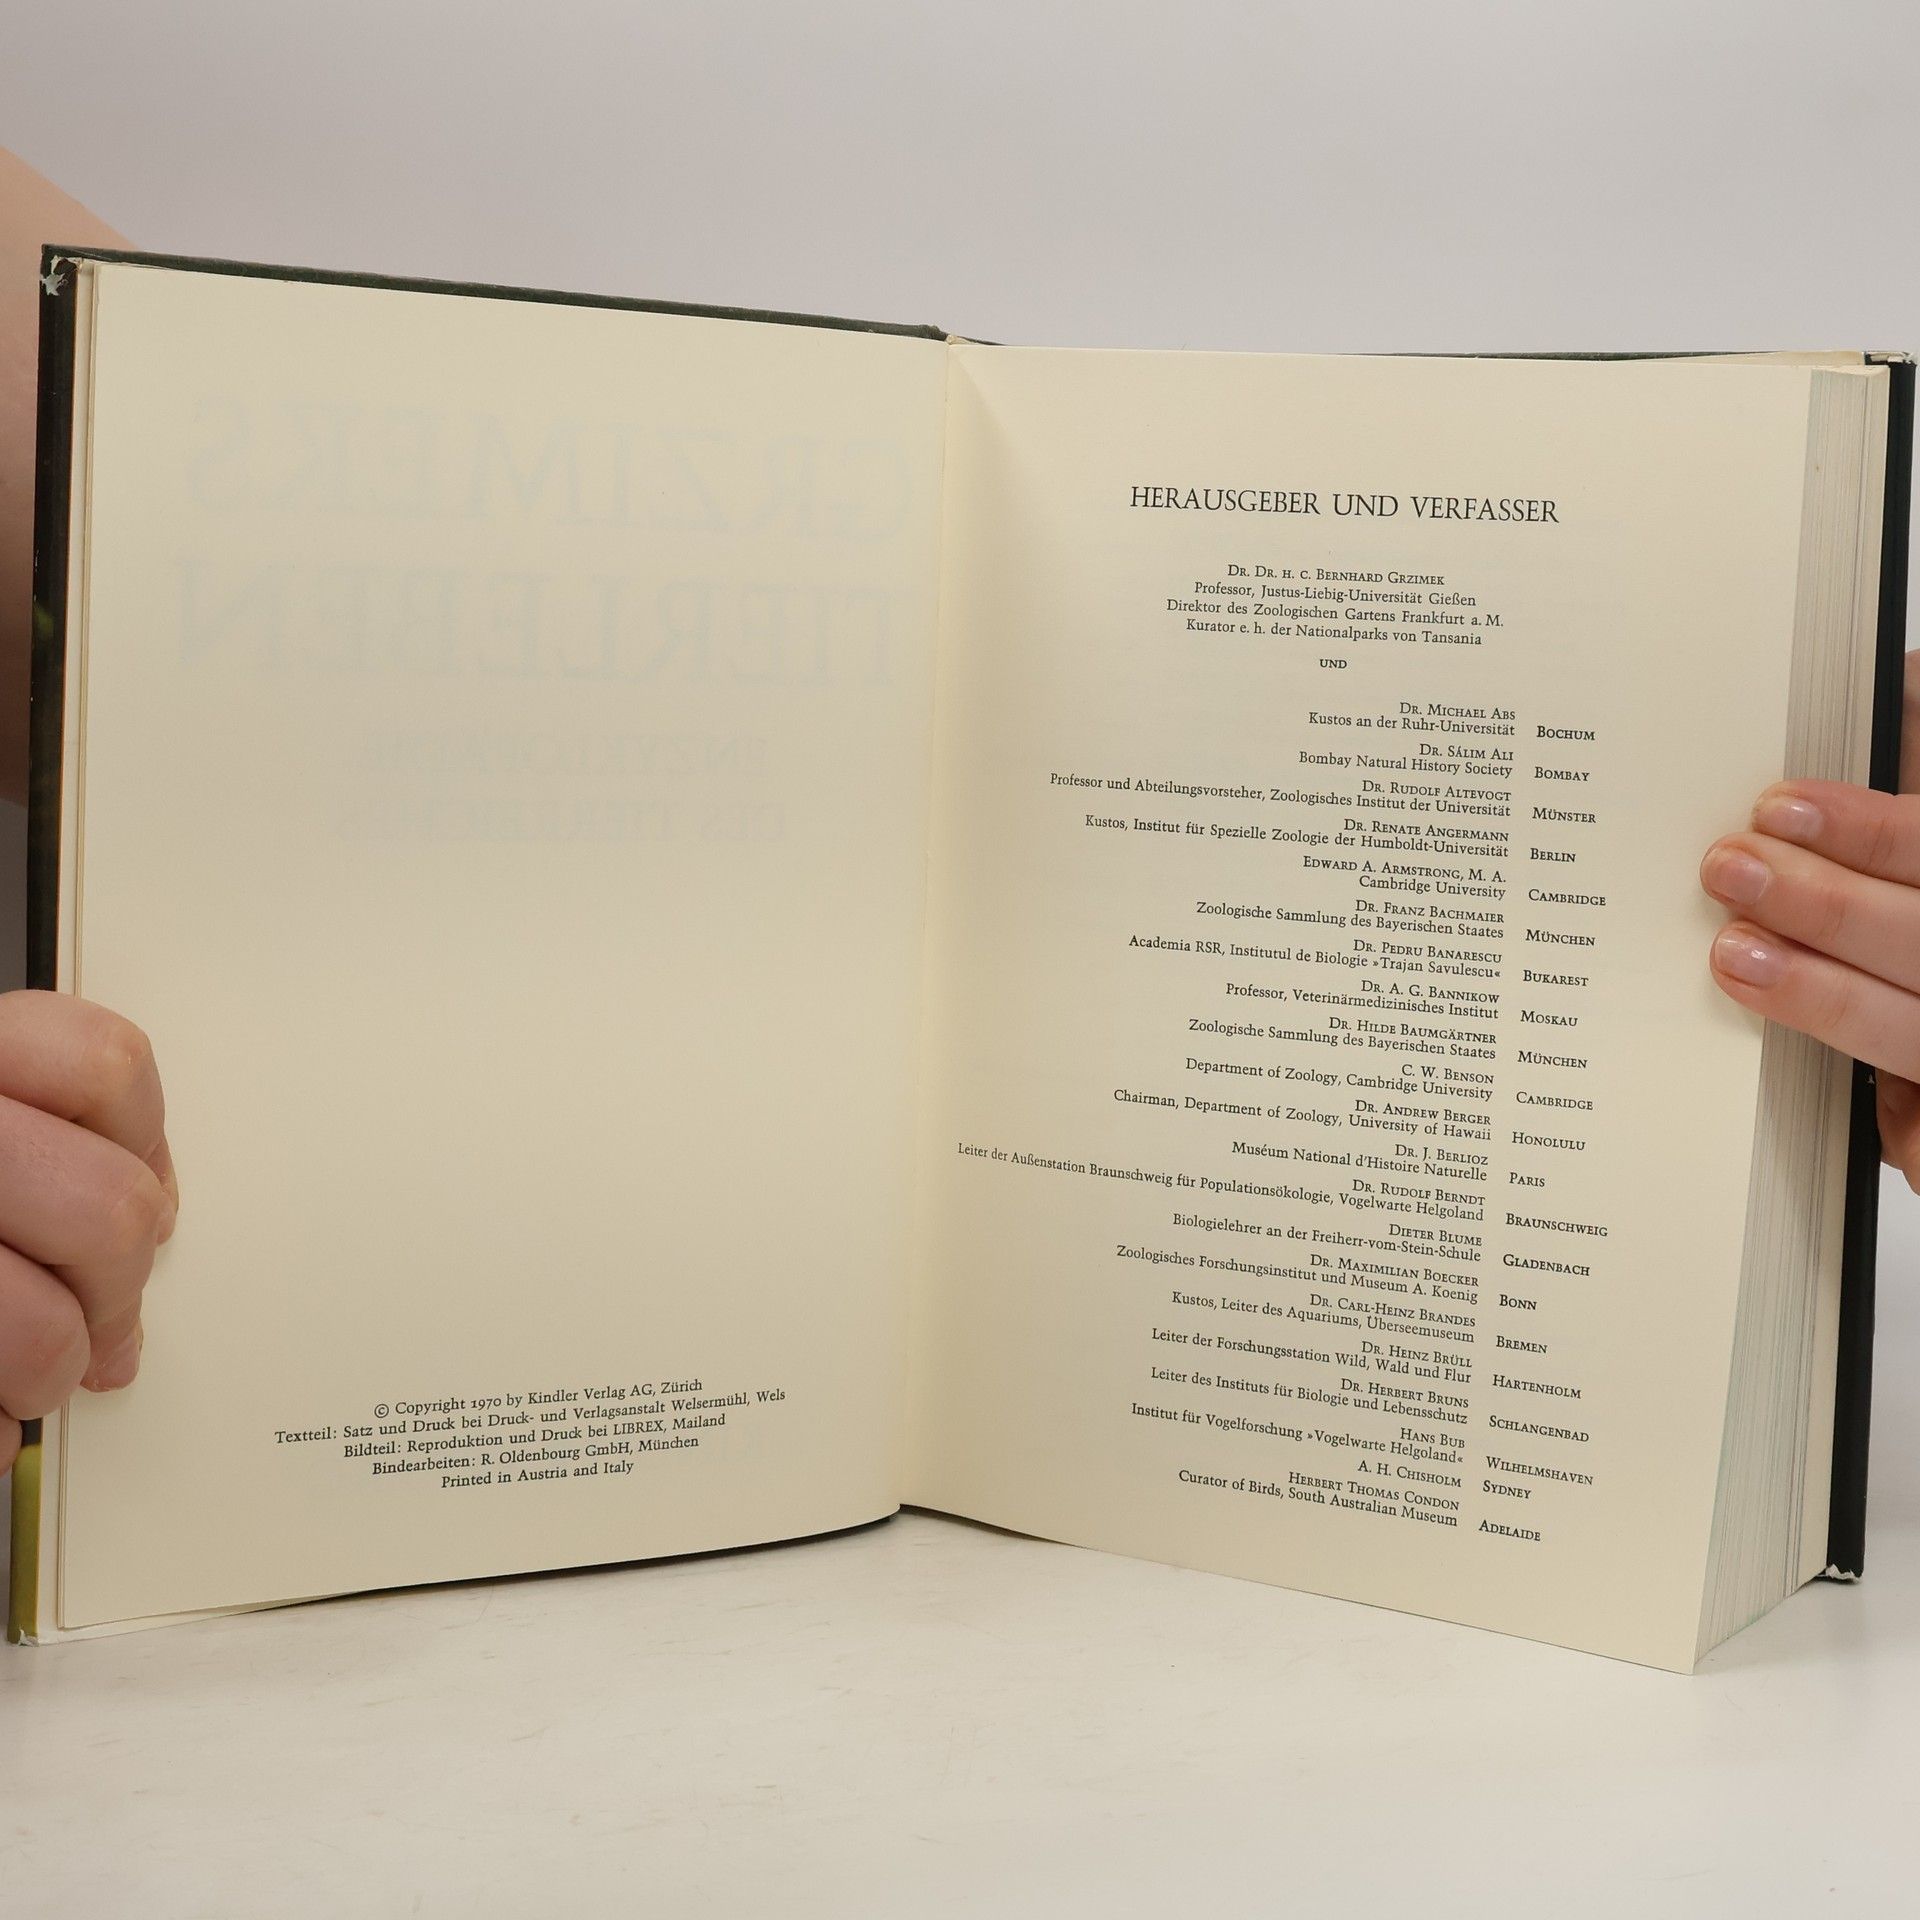 © Copyright 1970 by Kindler Verlag AG, Zürich
Textteil: Satz und Druck bei Druck- und Verlagsanstalt Welsermühl, Wels
Bildteil: Reproduktion und Druck bei LIBREX, Mailand
Bindearbeiten: R. Oldenbourg GmbH, München
Printed in Austria and Italy
HERAUSGEBER UND VERFASSER
DR. DR. H. C. BERNHARD GRZIMEK
Professor, Justus-Liebig-Universität Gießen
Direktor des Zoologischen Gartens Frankfurt a. M.
Kurator e. h. der Nationalparks von Tansania
UND
DR. MICHAEL ABS
Kustos an der Ruhr-Universität BOCHUM
DR. SÁLIM ALI
Bombay Natural History Society BOMBAY
DR. RUDOLF ALTEVOGT
Professor und Abteilungsvorsteher, Zoologisches Institut der Universität MÜNSTER
DR. RENATE ANGERMANN
Kustos, Institut für Spezielle Zoologie der Humboldt-Universität BERLIN
EDWARD A. ARMSTRONG, M. A.
Cambridge University CAMBRIDGE
DR. FRANZ BACHMAIER
Zoologische Sammlung des Bayerischen Staates MÜNCHEN
DR. PEDRU BANARESCU
Academia RSR, Institutul de Biologie »Trajan Savulescu« BUKAREST
DR. A. G. BANNIKOW
Professor, Veterinärmedizinisches Institut MOSKAU
DR. HILDE BAUMGÄRTNER
Zoologische Sammlung des Bayerischen Staates MÜNCHEN
C. W. BENSON
Department of Zoology, Cambridge University CAMBRIDGE
DR. ANDREW BERGER
Chairman, Department of Zoology, University of Hawaii HONOLULU
DR. J. BERLIOZ
Muséum National d'Histoire Naturelle PARIS
DR. RUDOLF BERNDT
Leiter der Außenstation Braunschweig für Populationsökologie, Vogelwarte Helgoland BRAUNSCHWEIG
DIETER BLUME
Biologielehrer an der Freiherr-vom-Stein-Schule GLADENBACH
DR. MAXIMILIAN BOECKER
Zoologisches Forschungsinstitut und Museum A. Koenig BONN
DR. CARL-HEINZ BRANDES
Kustos, Leiter des Aquariums, Überseemuseum BREMEN
DR. HEINZ BRÜLL
Leiter der Forschungsstation Wild, Wald und Flur HARTENHOLM
DR. HERBERT BRUNS
Leiter des Instituts für Biologie und Lebensschutz SCHLANGENBAD
HANS BUB
Institut für Vogelforschung »Vogelwarte Helgoland« WILHELMSHAVEN
A. H. CHISHOLM SYDNEY
HERBERT THOMAS CONDON
Curator of Birds, South Australian Museum ADELAIDE